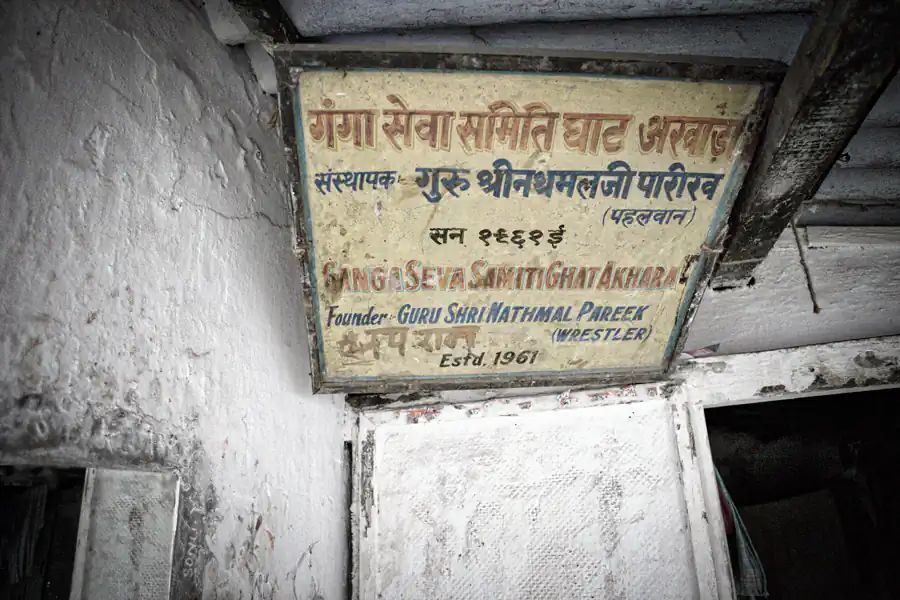 गंगा सेवा समिति घाट अखाड़ा
संस्थापक गुरु श्रीनथमलजी पारीख
(पहलवान)
सन १९६१ई
GANGA SEVA SAMITI GHAT AKHARA
Founder- GURU SHRI NATHMAL PAREEK
(WRESTLER)
Estd. 1961